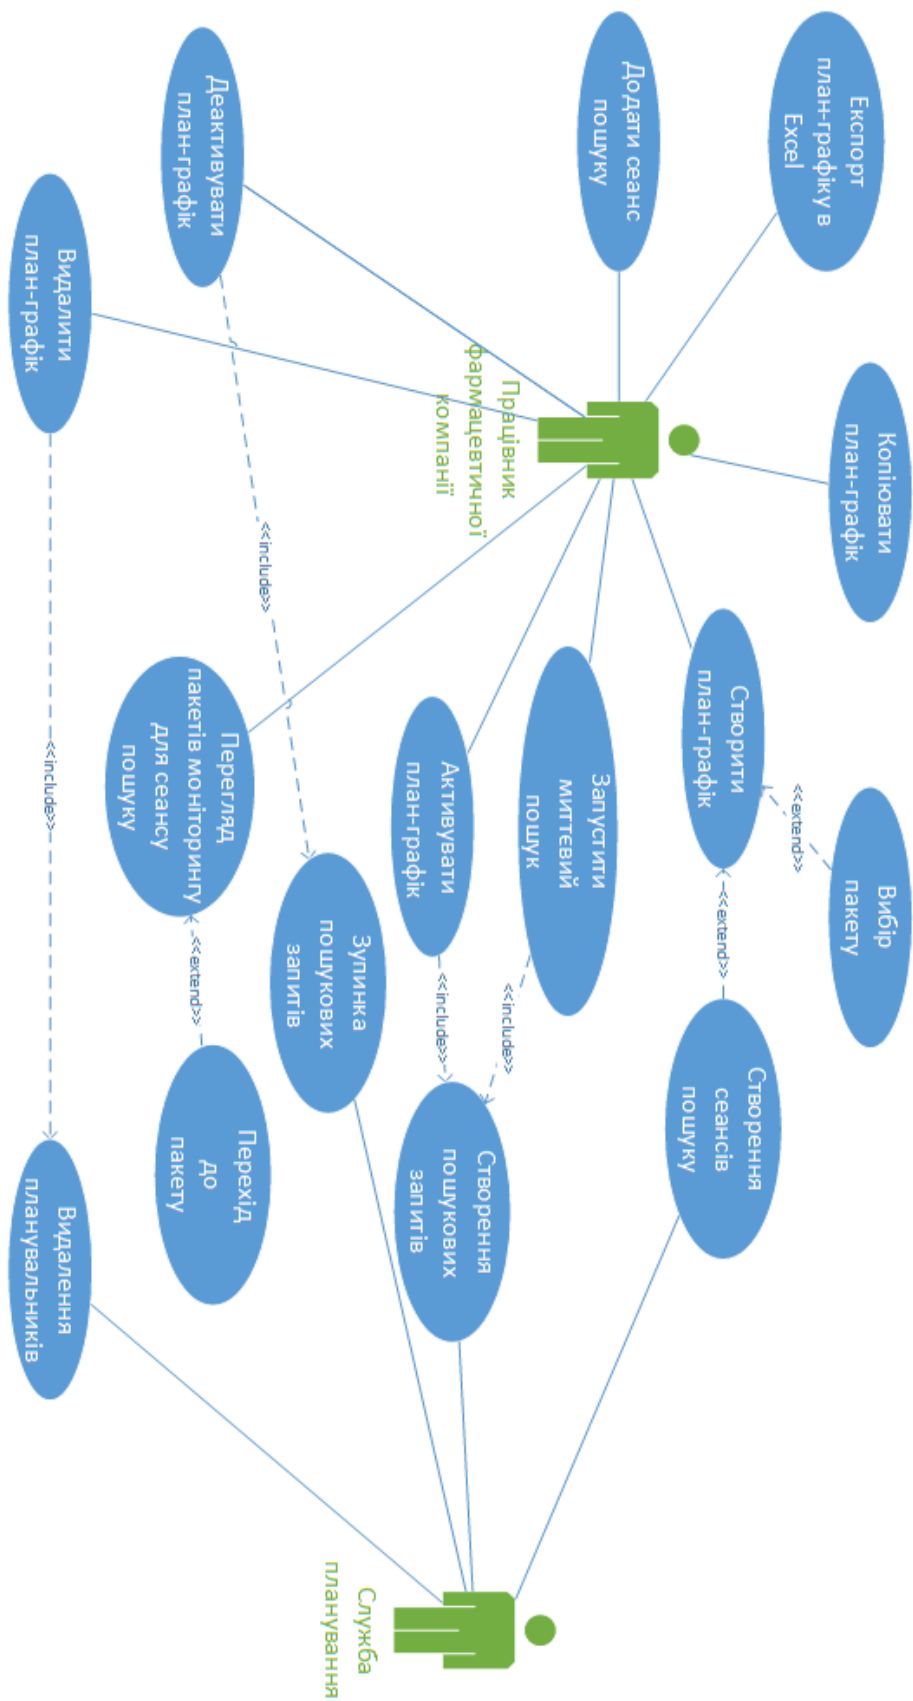 Експорт
план-графіку в
Excel
Копіювати
план-графік
Вибір
пакету
Додати сеанс
пошуку
Створити
план-графік
<<extend>>
<<extend>>
Створення
сеансів
пошуку
Працівник
фармацевтичної
компанії
Запустити
миттєвий
пошук
<<include>>
Деактивувати
план-графік
Активувати
план-графік
<<include>>
Створення
пошукових
запитів
<<include>>
Зупинка
пошукових
запитів
Служба
планування
Перегляд
пакетів моніторингу
для сеансу
пошуку
<<extend>>
Перехід
до
пакету
Видалити
план-графік
<<include>>
Видалення
планувальників